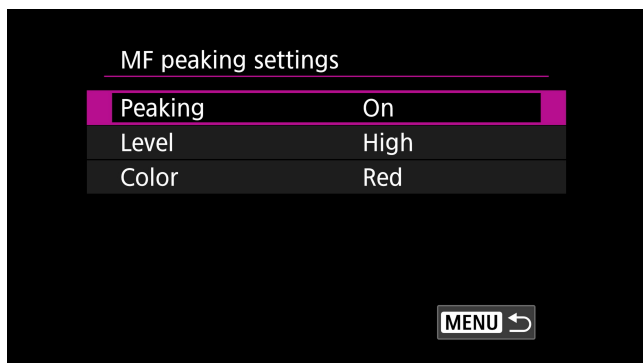 MF peaking settings
Peaking On
Level High
Color Red
MENU